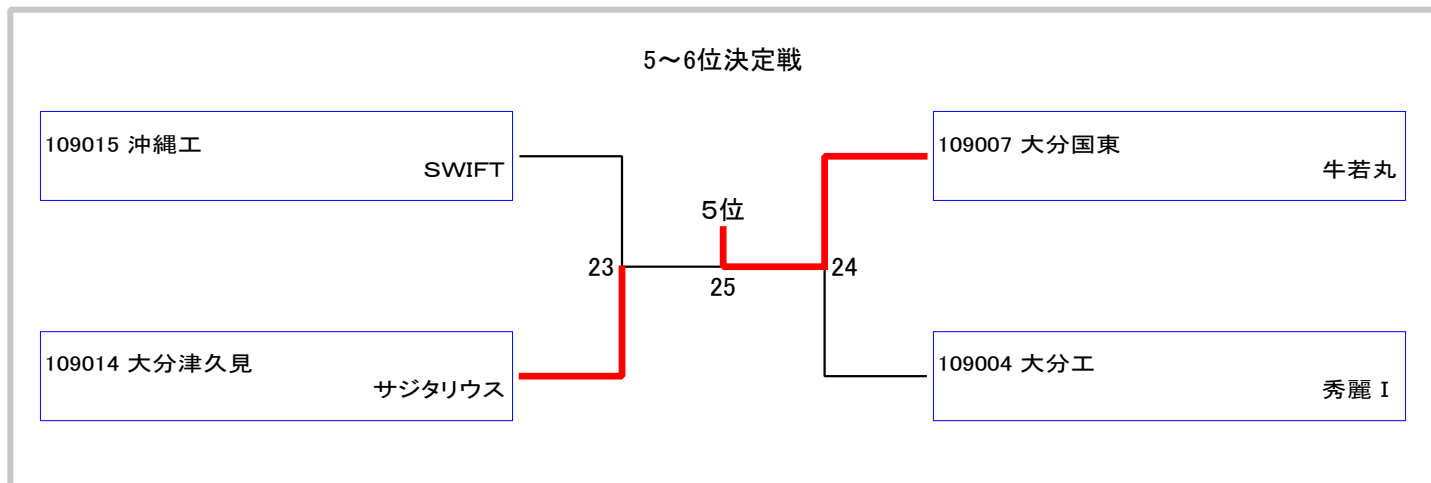 5~6位決定戦
109015 沖縄工
SWIFT
109007 大分国東
牛若丸
5位
23
24
25
109014 大分津久見
サジタリウス
109004 大分工
秀麗Ⅰ